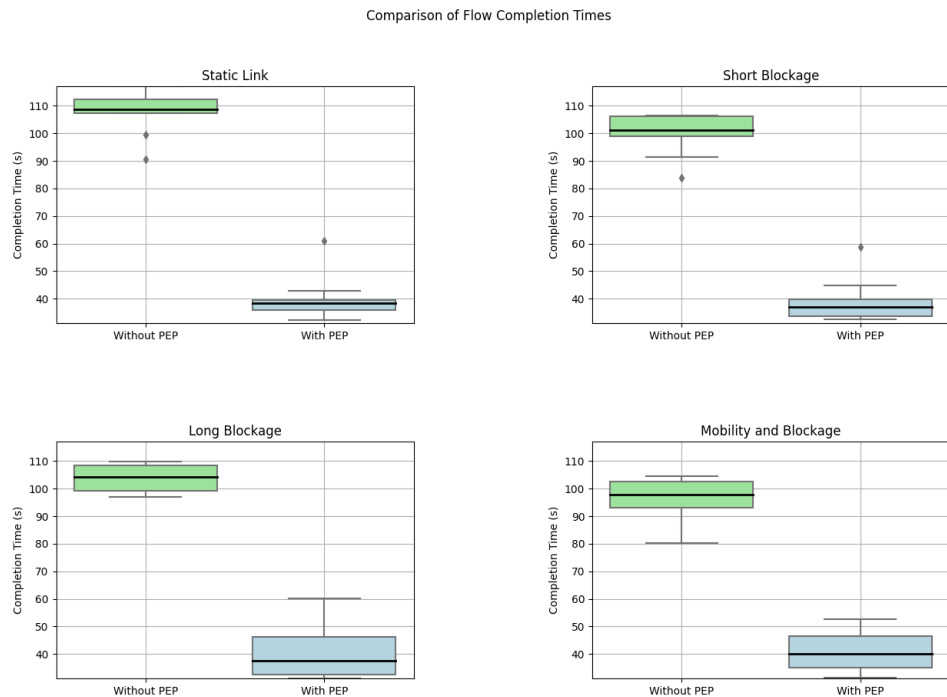 Comparison of Flow Completion Times
Static Link
Completion Time (s)
110
100
90
80
70
60
50
40
Without PEP
With PEP
Short Blockage
Completion Time (s)
110
100
90
80
70
60
50
40
Without PEP
With PEP
Long Blockage
Completion Time (s)
110
100
90
80
70
60
50
40
Without PEP
With PEP
Mobility and Blockage
Completion Time (s)
110
100
90
80
70
60
50
40
Without PEP
With PEP